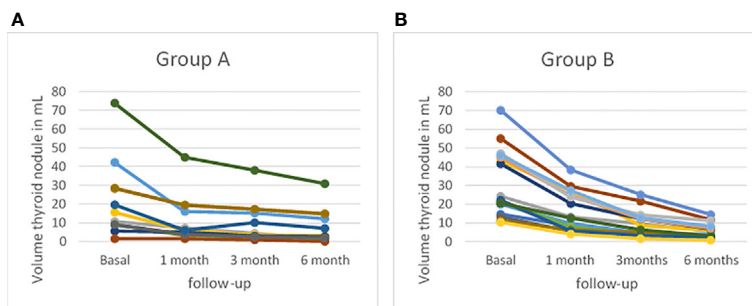 A
Group A
Volume thyroid nodule in mL
80
70
60
50
40
30
20
10
0
Basal 1 month 3 month 6 month
follow-up
B
Group B
Volume thyroid nodule in mL
80
70
60
50
40
30
20
10
0
Basal 1 month 3months 6 months
follow-up